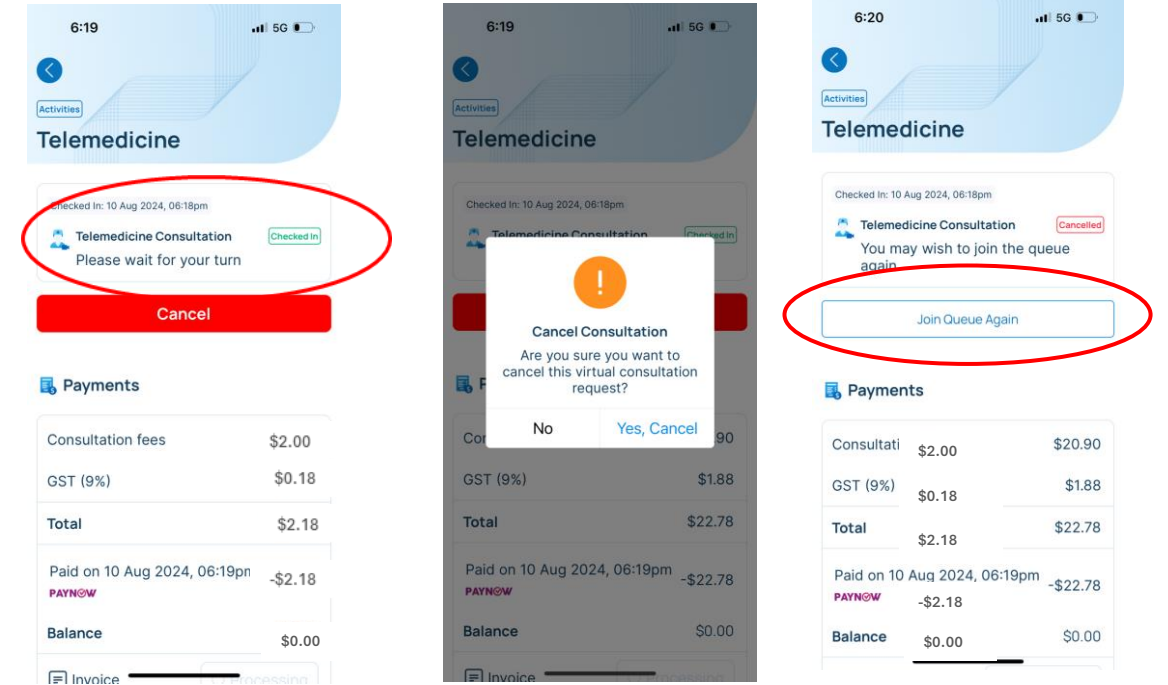 6:19
5G
Activities
Telemedicine
Checked In: 10 Aug 2024, 06:18pm
Telemedicine Consultation
Checked In
Please wait for your turn
Cancel
Payments
Consultation fees $2.00
GST (9%) $0.18
Total $2.18
Paid on 10 Aug 2024, 06:19pm -$2.18
PAYNOW
Balance $0.00
Invoice
Processing
6:19
5G
Activities
Telemedicine
Checked In: 10 Aug 2024, 06:18pm
Telemedicine Consultation
Checked In
Cancel Consultation
Are you sure you want to
cancel this virtual consultation
request?
No
Yes, Cancel
.90
GST (9%) $1.88
Total $22.78
Paid on 10 Aug 2024, 06:19pm -$22.78
PAYNOW
Balance $0.00
Invoice
Processing
6:20
5G
Activities
Telemedicine
Checked In: 10 Aug 2024, 06:18pm
Telemedicine Consultation
Cancelled
You may wish to join the queue
again
Join Queue Again
Payments
Consultati $2.00 $20.90
GST (9%) $0.18 $1.88
Total $2.18 $22.78
Paid on 10 Aug 2024, 06:19pm -$22.78
PAYNOW -$2.18
Balance $0.00 $0.00